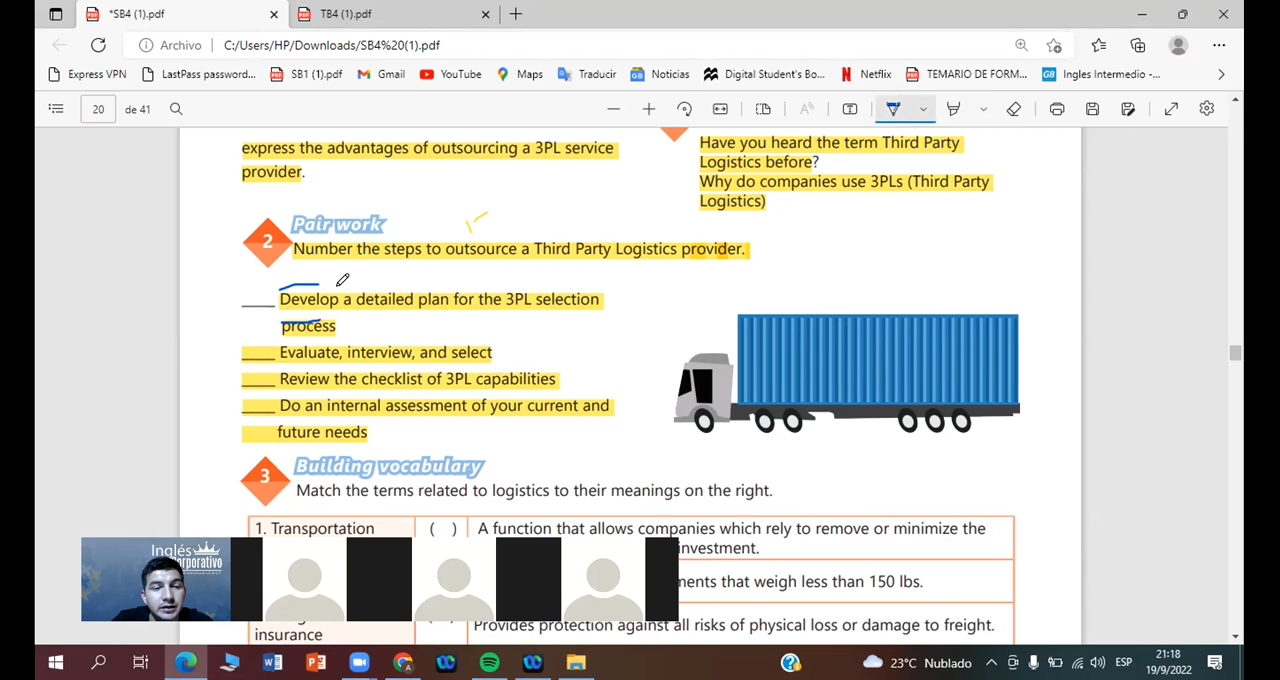 *SB4 (1).pdf
TB4 (1).pdf
Archivo
C:/Users/HP/Downloads/SB4%20(1).pdf
Express VPN
LastPass password...
SB1 (1).pdf
Gmail
YouTube
Maps
Traducir
Noticias
Digital Student's Bo...
Netflix
TEMARIO DE FORM...
Ingles Intermedio -...
20
de 41
express the advantages of outsourcing a 3PL service
provider.
Have you heard the term Third Party
Logistics before?
Why do companies use 3PLs (Third Party
Logistics)
2
Pair work
Number the steps to outsource a Third Party Logistics provider.
____ Develop a detailed plan for the 3PL selection
process
____ Evaluate, interview, and select
____ Review the checklist of 3PL capabilities
____ Do an internal assessment of your current and
future needs
3
Building vocabulary
Match the terms related to logistics to their meanings on the right.
1. Transportation
( )
A function that allows companies which rely to remove or minimize the
investment.
that weigh less than 150 lbs.
insurance
Provides protection against all risks of physical loss or damage to freight.
Inglés
23°C Nublado
ESP
21:18
19/9/2022